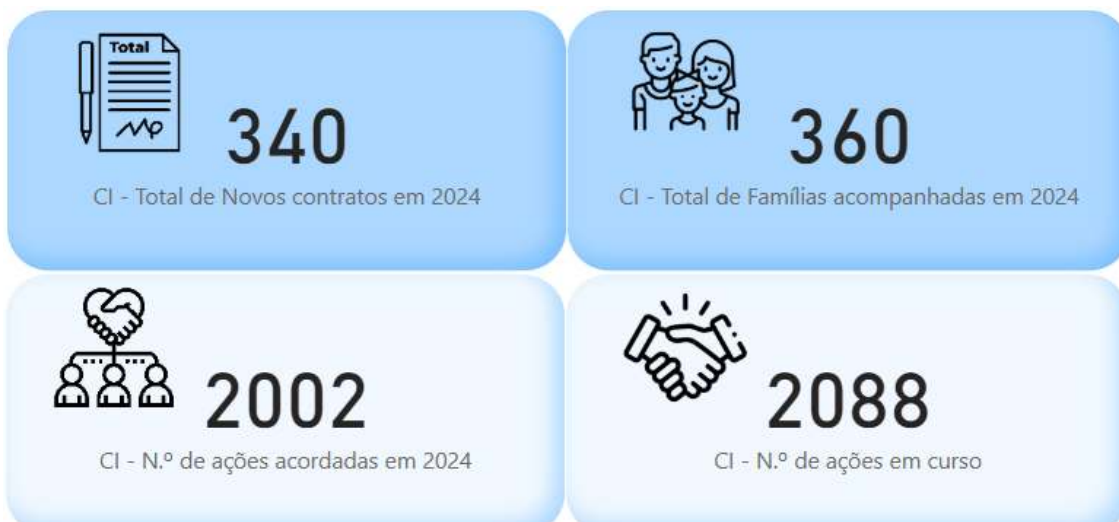 Total
340
CI - Total de Novos contratos em 2024
360
CI - Total de Famílias acompanhadas em 2024
2002
CI - N.º de ações acordadas em 2024
2088
CI - N.º de ações em curso